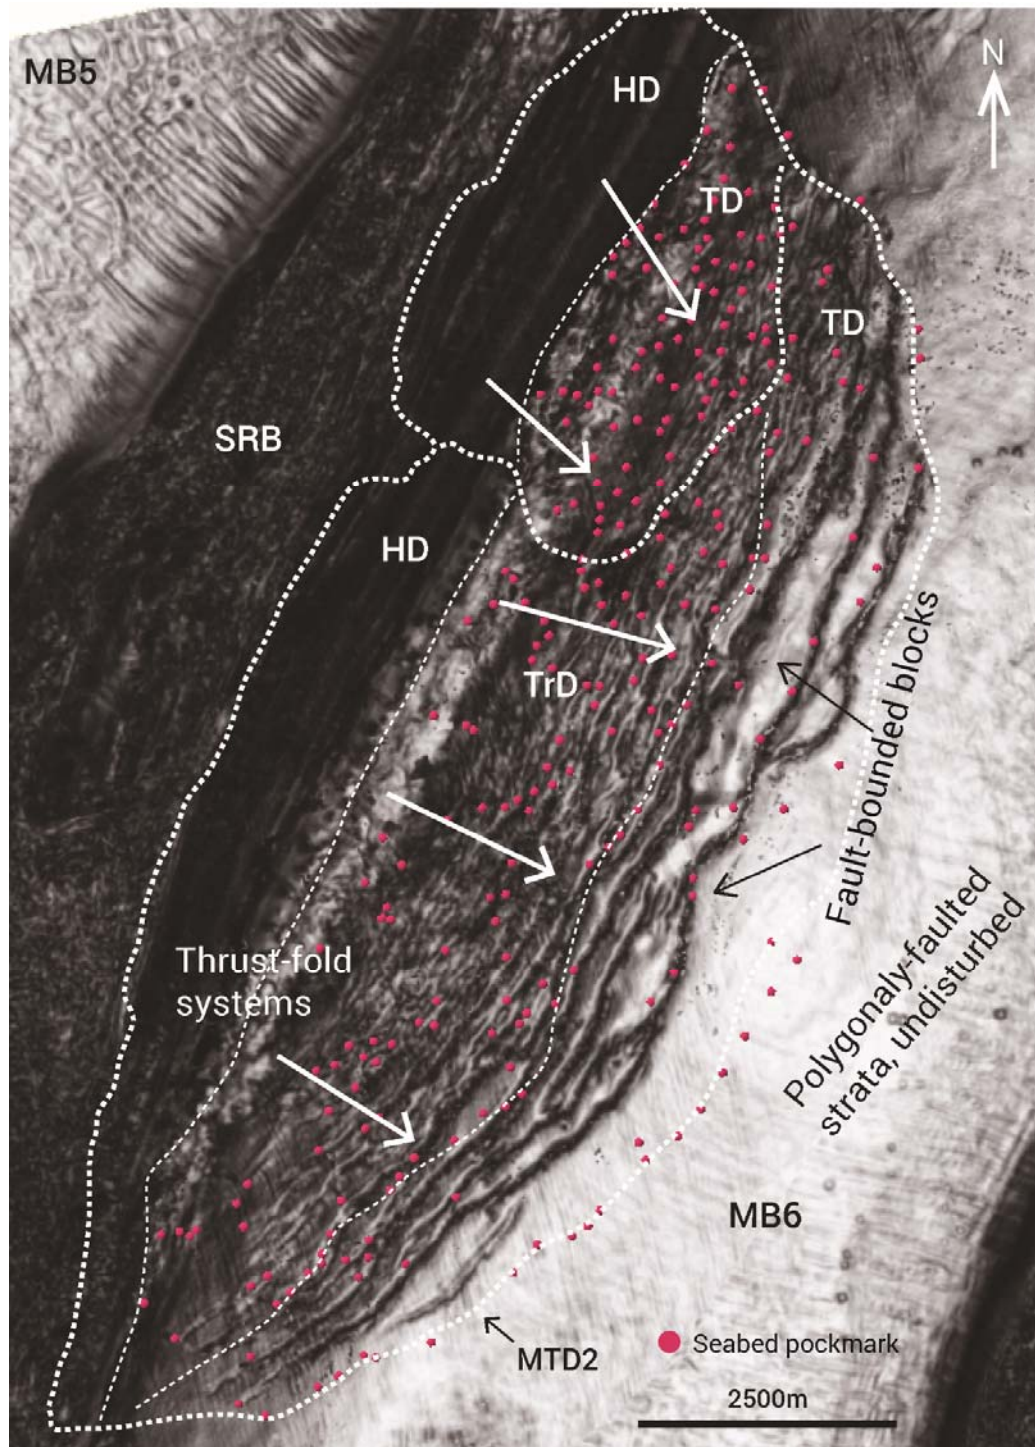 MB5
HD
N
TD
TD
SRB
HD
TrD
Fault-bounded blocks
Thrust-fold
systems
Polygonaly-faulted
strata, undisturbed
MB6
MTD2
Seabed pockmark
2500m